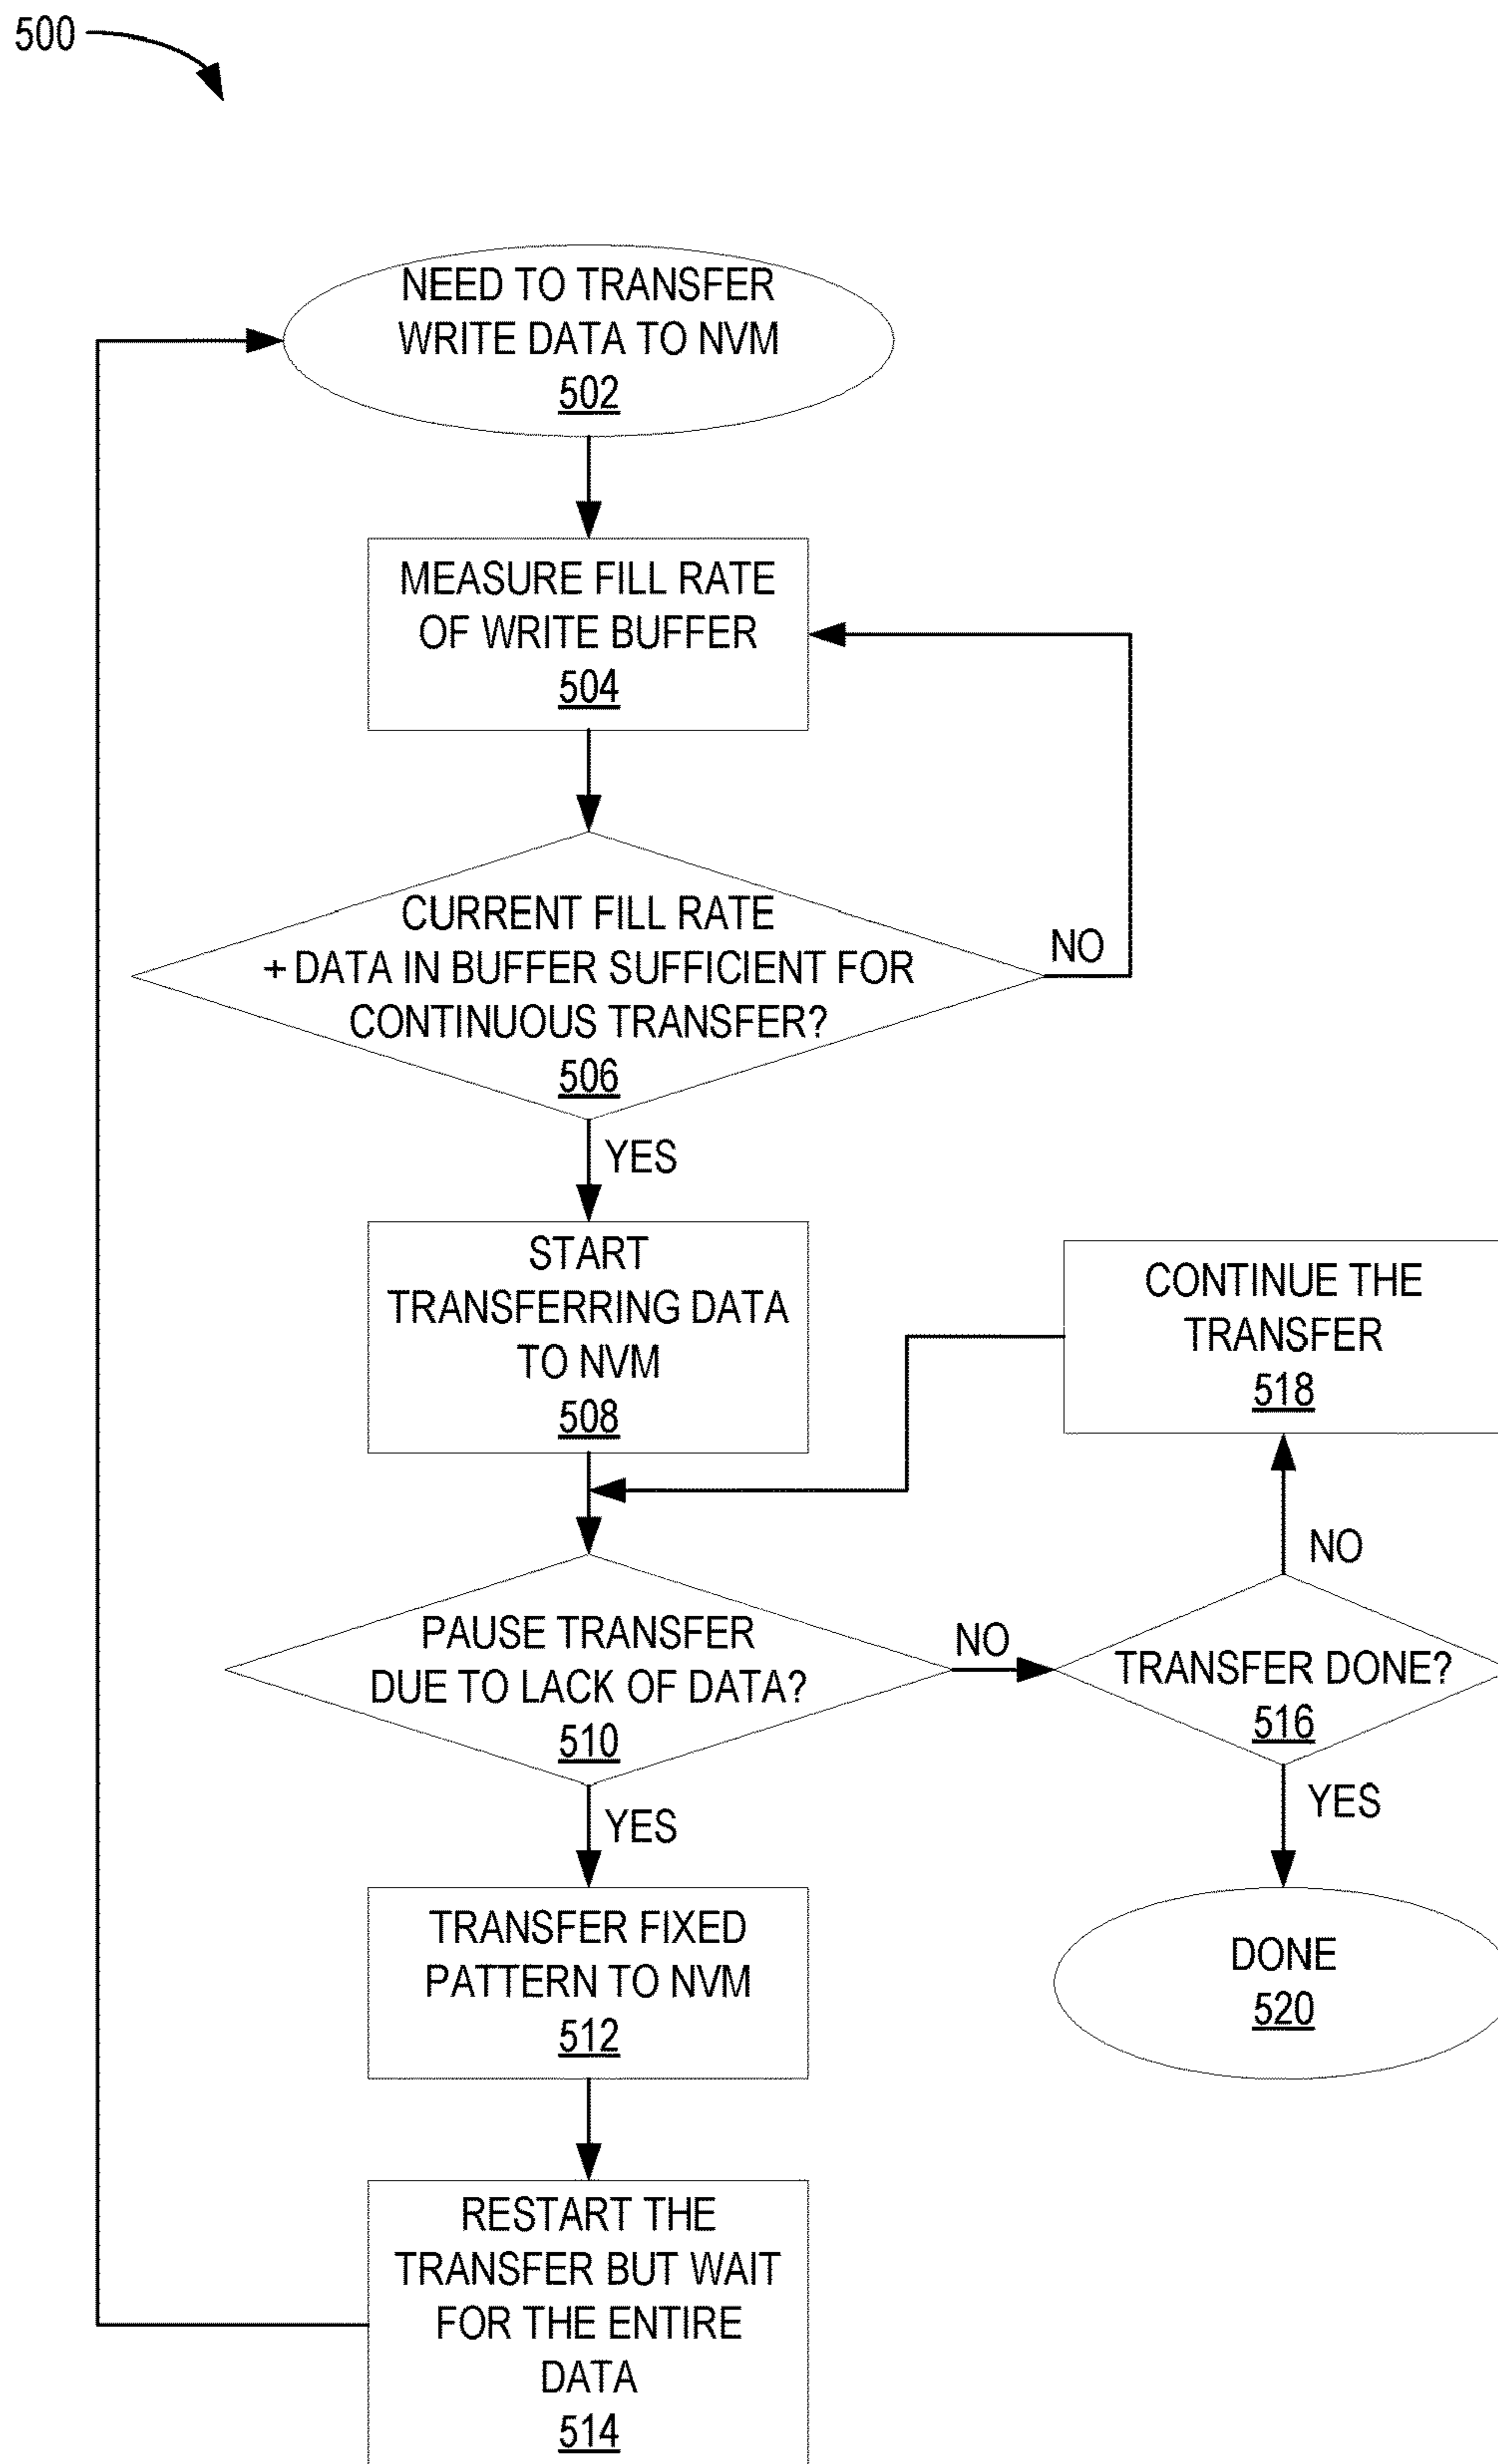 500
NEED TO TRANSFER
WRITE DATA TO NVM
502
MEASURE FILL RATE
OF WRITE BUFFER
504
CURRENT FILL RATE
+ DATA IN BUFFER SUFFICIENT FOR
CONTINUOUS TRANSFER?
506
NO
YES
START
TRANSFERRING DATA
TO NVM
508
CONTINUE THE
TRANSFER
518
NO
PAUSE TRANSFER
DUE TO LACK OF DATA?
510
NO
TRANSFER DONE?
516
YES
YES
TRANSFER FIXED
PATTERN TO NVM
512
DONE
520
RESTART THE
TRANSFER BUT WAIT
FOR THE ENTIRE
DATA
514